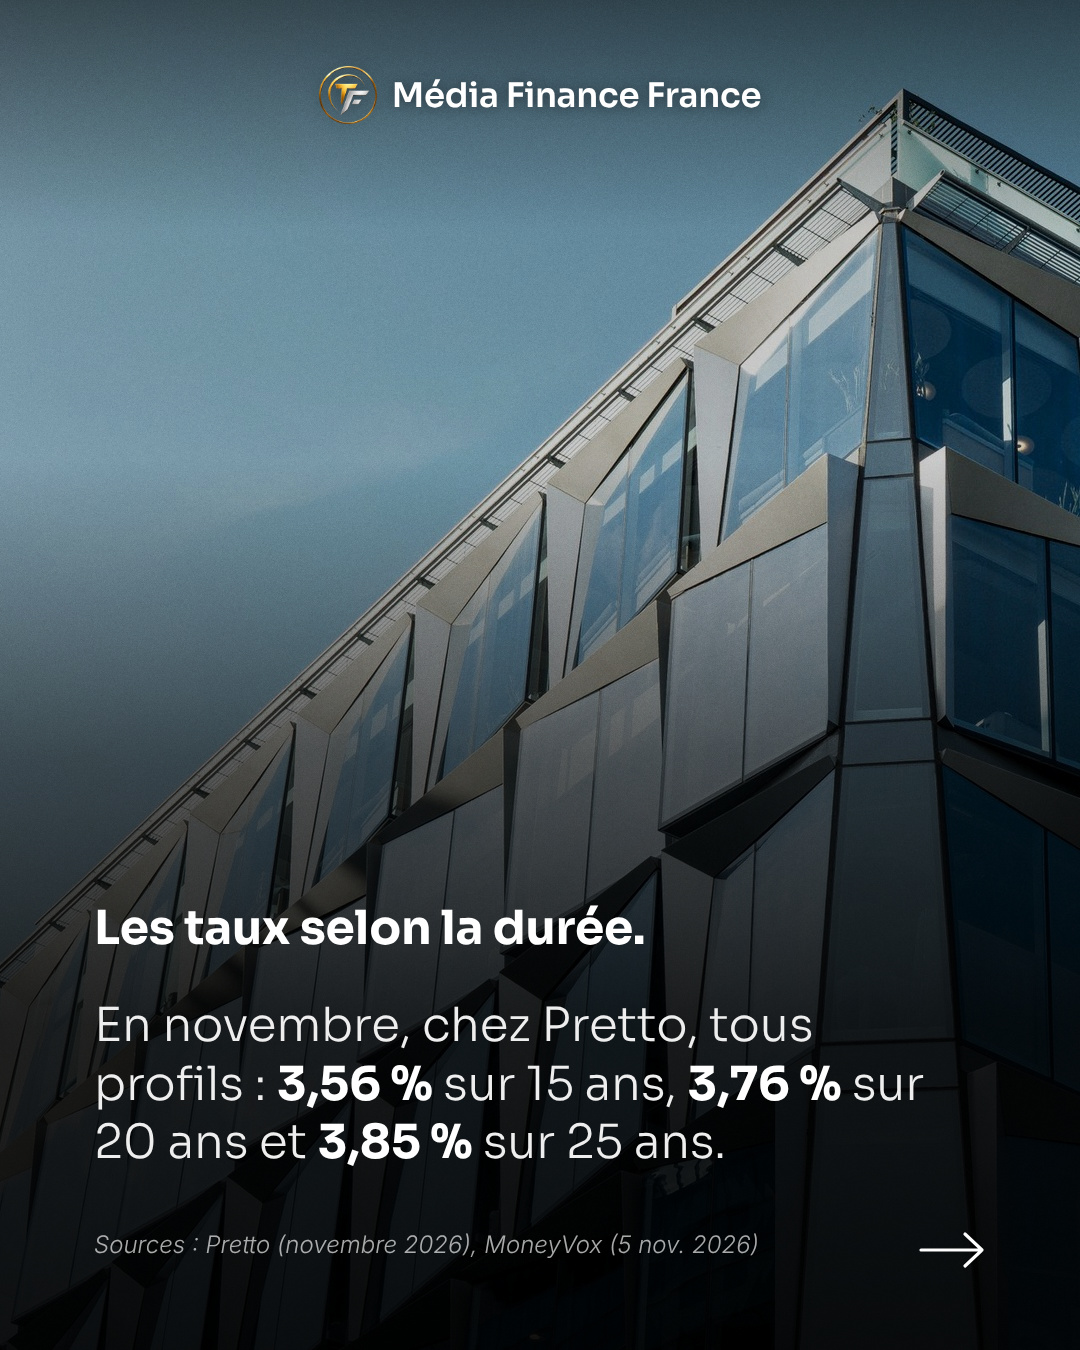 TF
Média Finance France
Les taux selon la durée.
En novembre, chez Pretto, tous
profils : 3,56 % sur 15 ans, 3,76 % sur
20 ans et 3,85 % sur 25 ans.
Sources : Pretto (novembre 2026), MoneyVox (5 nov. 2026)